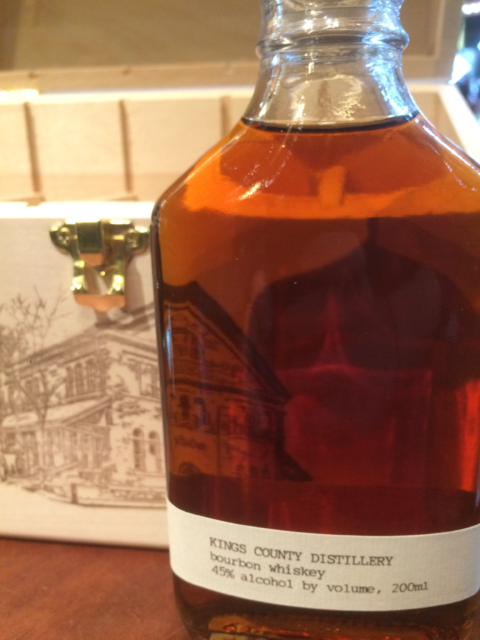 KINGS COUNTY DISTILLERY
bourbon whiskey
45% alcohol by volume, 200ml